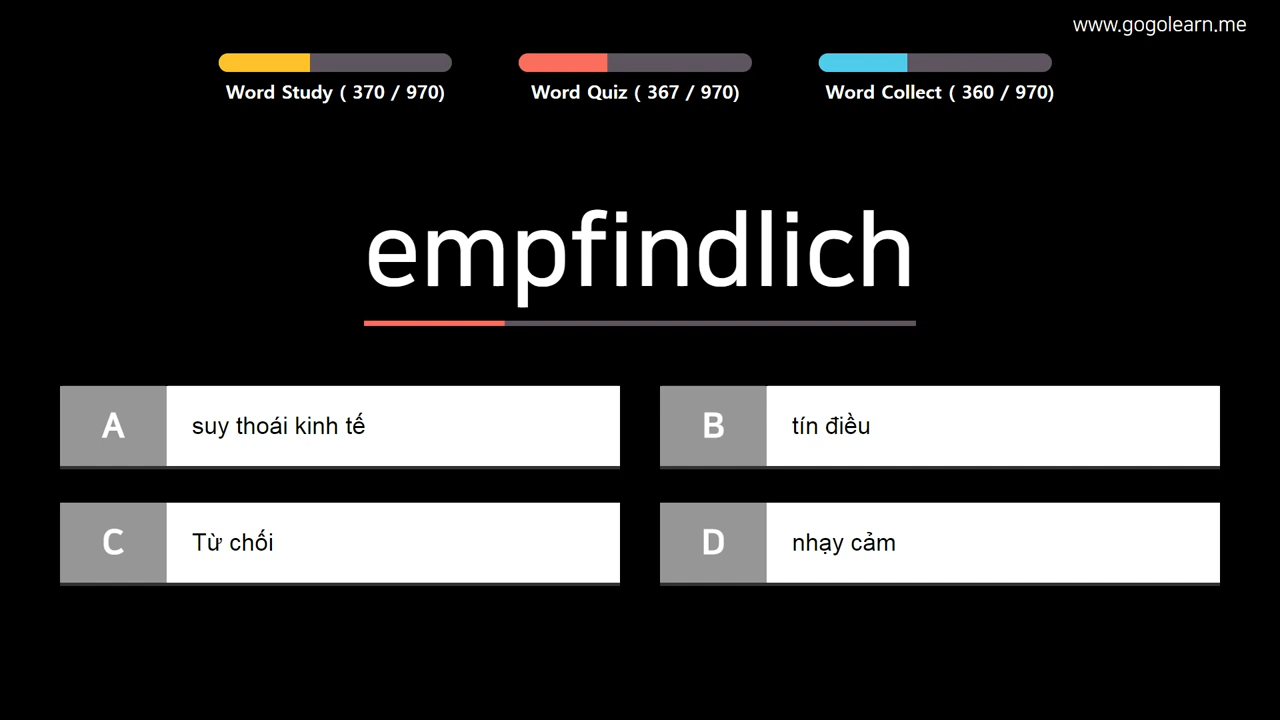 www.gogolearn.me
Word Study ( 370 / 970)
Word Quiz ( 367 / 970)
Word Collect ( 360 / 970)
empfindlich
A suy thoái kinh tế
B tín điều
C Từ chối
D nhạy cảm